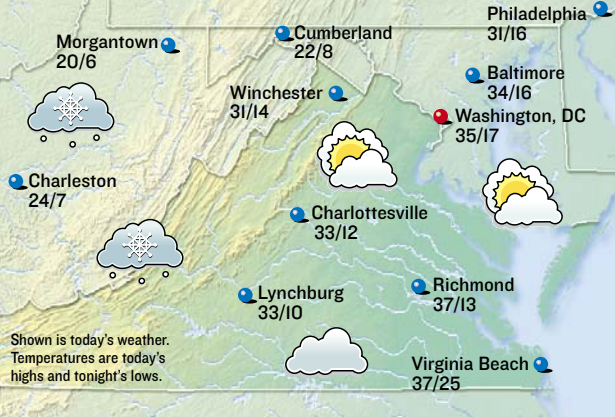 Philadelphia
31/16
Cumberland
22/8
Morgantown
20/6
Baltimore
34/16
Winchester
31/14
Washington, DC
35/17
Charleston
24/7
Charlottesville
33/12
Richmond
37/13
Lynchburg
33/10
Shown is today's weather.
Temperatures are today's
highs and tonight's lows.
Virginia Beach
37/25